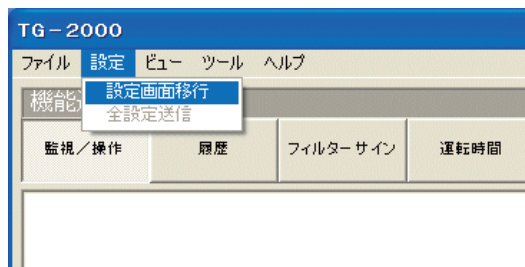 TG-2000
ファイル 設定 ビュー ツール ヘルプ
設定画面移行
機能
全設定送信
監視／操作 履歴 フィルターサイン 運転時間